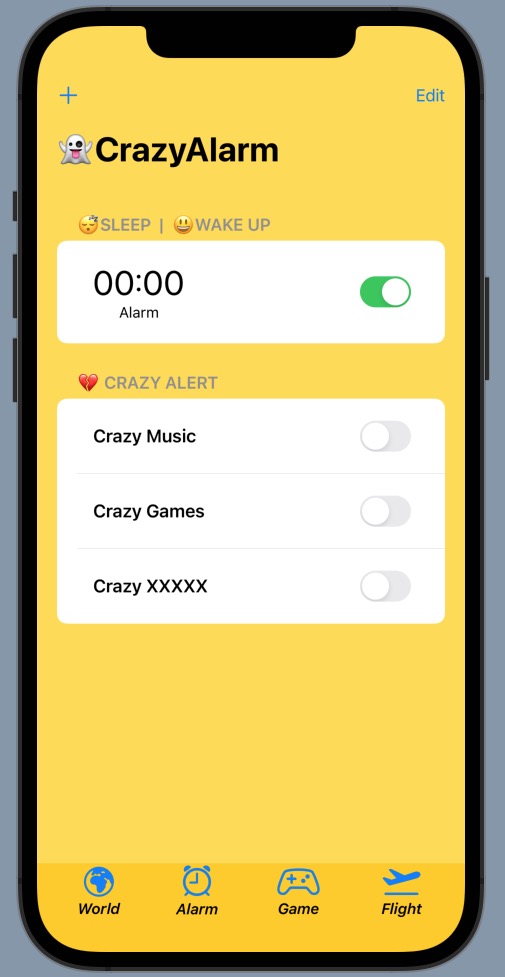 + Edit
👻CrazyAlarm
😴SLEEP | 😃WAKE UP
00:00
Alarm
💔 CRAZY ALERT
Crazy Music
Crazy Games
Crazy XXXXX
World Alarm Game Flight